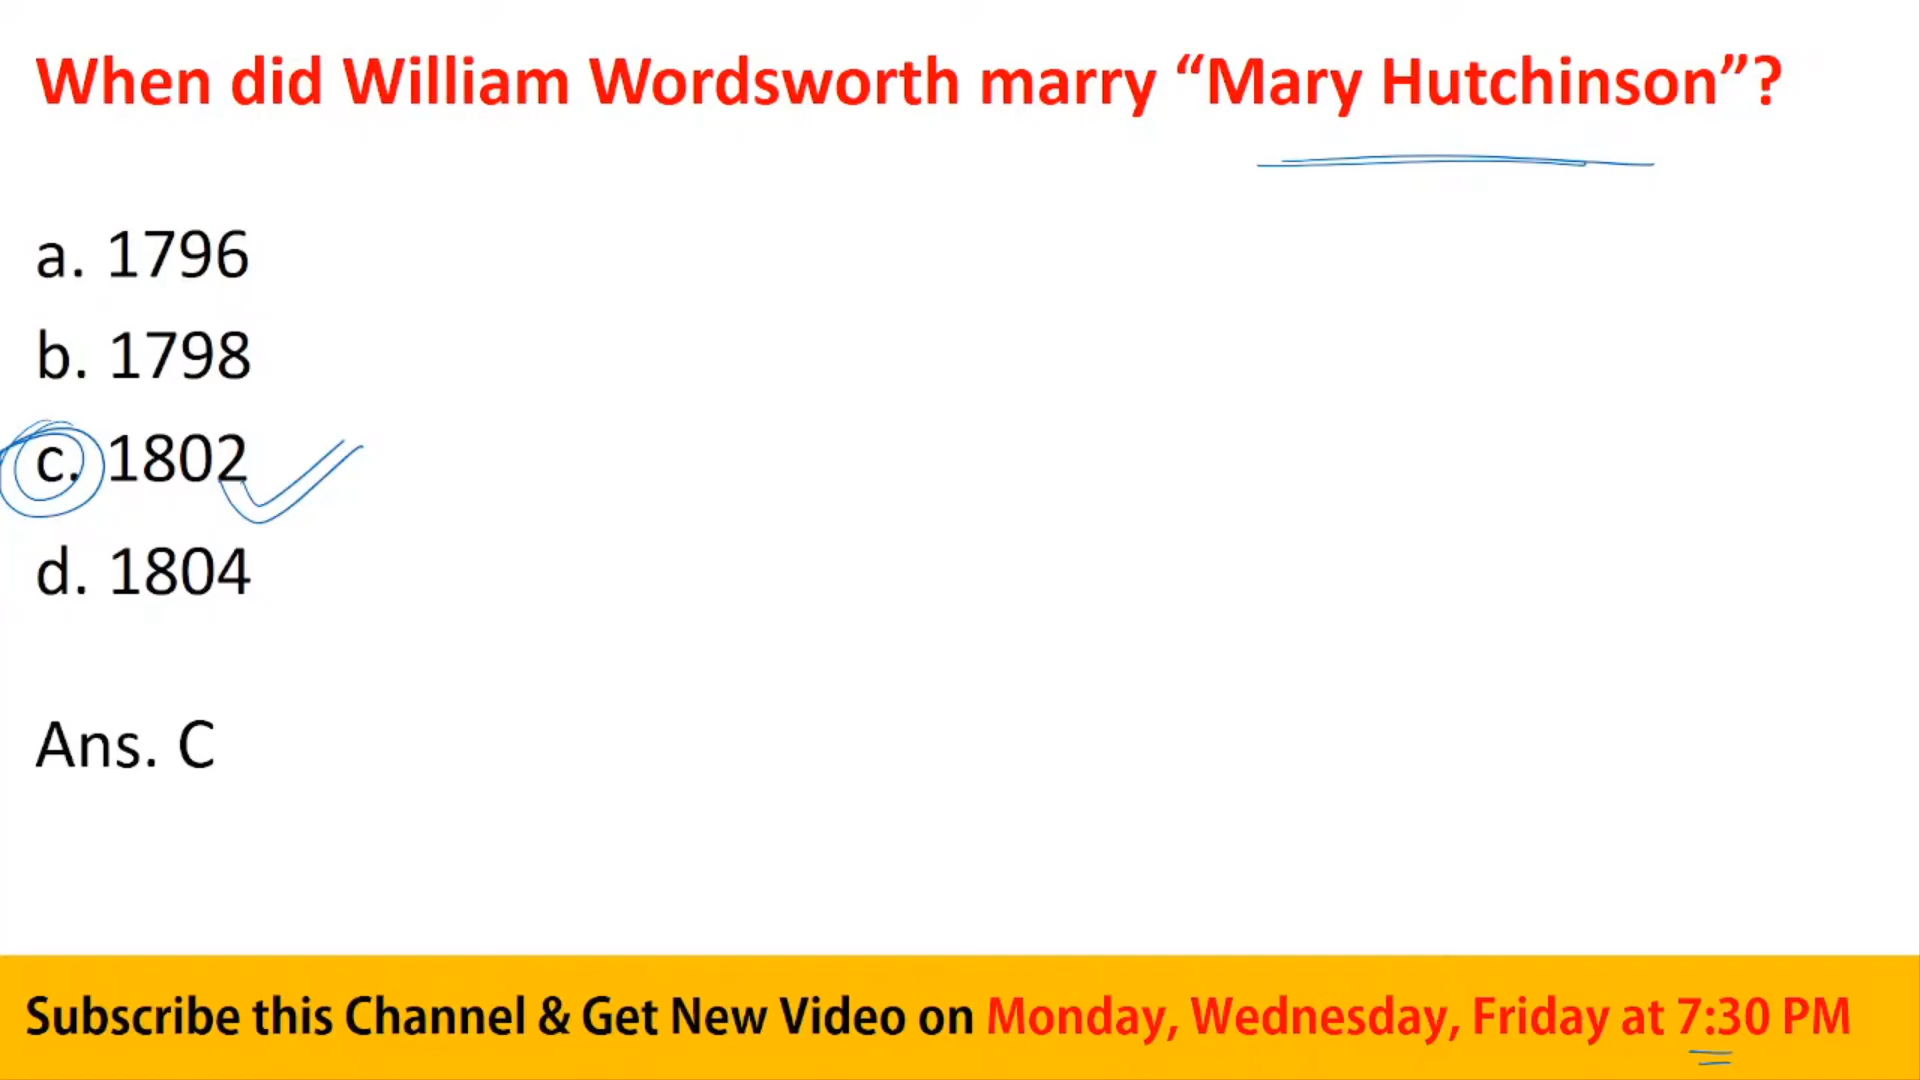 When did William Wordsworth marry “Mary Hutchinson”?
a. 1796
b. 1798
c. 1802
d. 1804
Ans. C
Subscribe this Channel & Get New Video on Monday, Wednesday, Friday at 7:30 PM